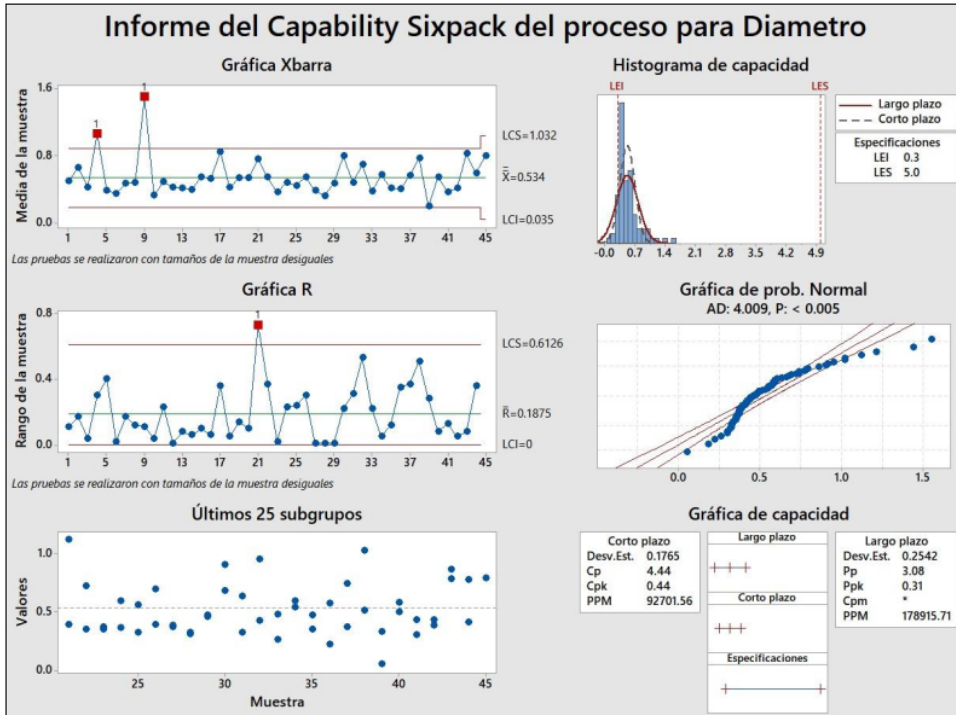 Informe del Capability Sixpack del proceso para Diametro
Gráfica Xbarra
Media de la muestra
1.6
0.8
0.0
1
1
LCS=1.032
X̿=0.534
LCI=0.035
1 5 9 13 17 21 25 29 33 37 41 45
Las pruebas se realizaron con tamaños de la muestra desiguales
Histograma de capacidad
LEI LES
Largo plazo
Corto plazo
Especificaciones
LEI 0.3
LES 5.0
-0.0 0.7 1.4 2.1 2.8 3.5 4.2 4.9
Gráfica R
Rango de la muestra
0.8
0.4
0.0
1
LCS=0.6126
R̅=0.1875
LCI=0
1 5 9 13 17 21 25 29 33 37 41 45
Las pruebas se realizaron con tamaños de la muestra desiguales
Gráfica de prob. Normal
AD: 4.009, P: < 0.005
0.0 0.5 1.0 1.5
Últimos 25 subgrupos
Valores
1.0
0.5
0.0
25 30 35 40 45
Muestra
Gráfica de capacidad
Corto plazo
Desv.Est. 0.1765
Cp 4.44
Cpk 0.44
PPM 92701.56
Largo plazo
Corto plazo
Especificaciones
Largo plazo
Desv.Est. 0.2542
Pp 3.08
Ppk 0.31
Cpm *
PPM 178915.71